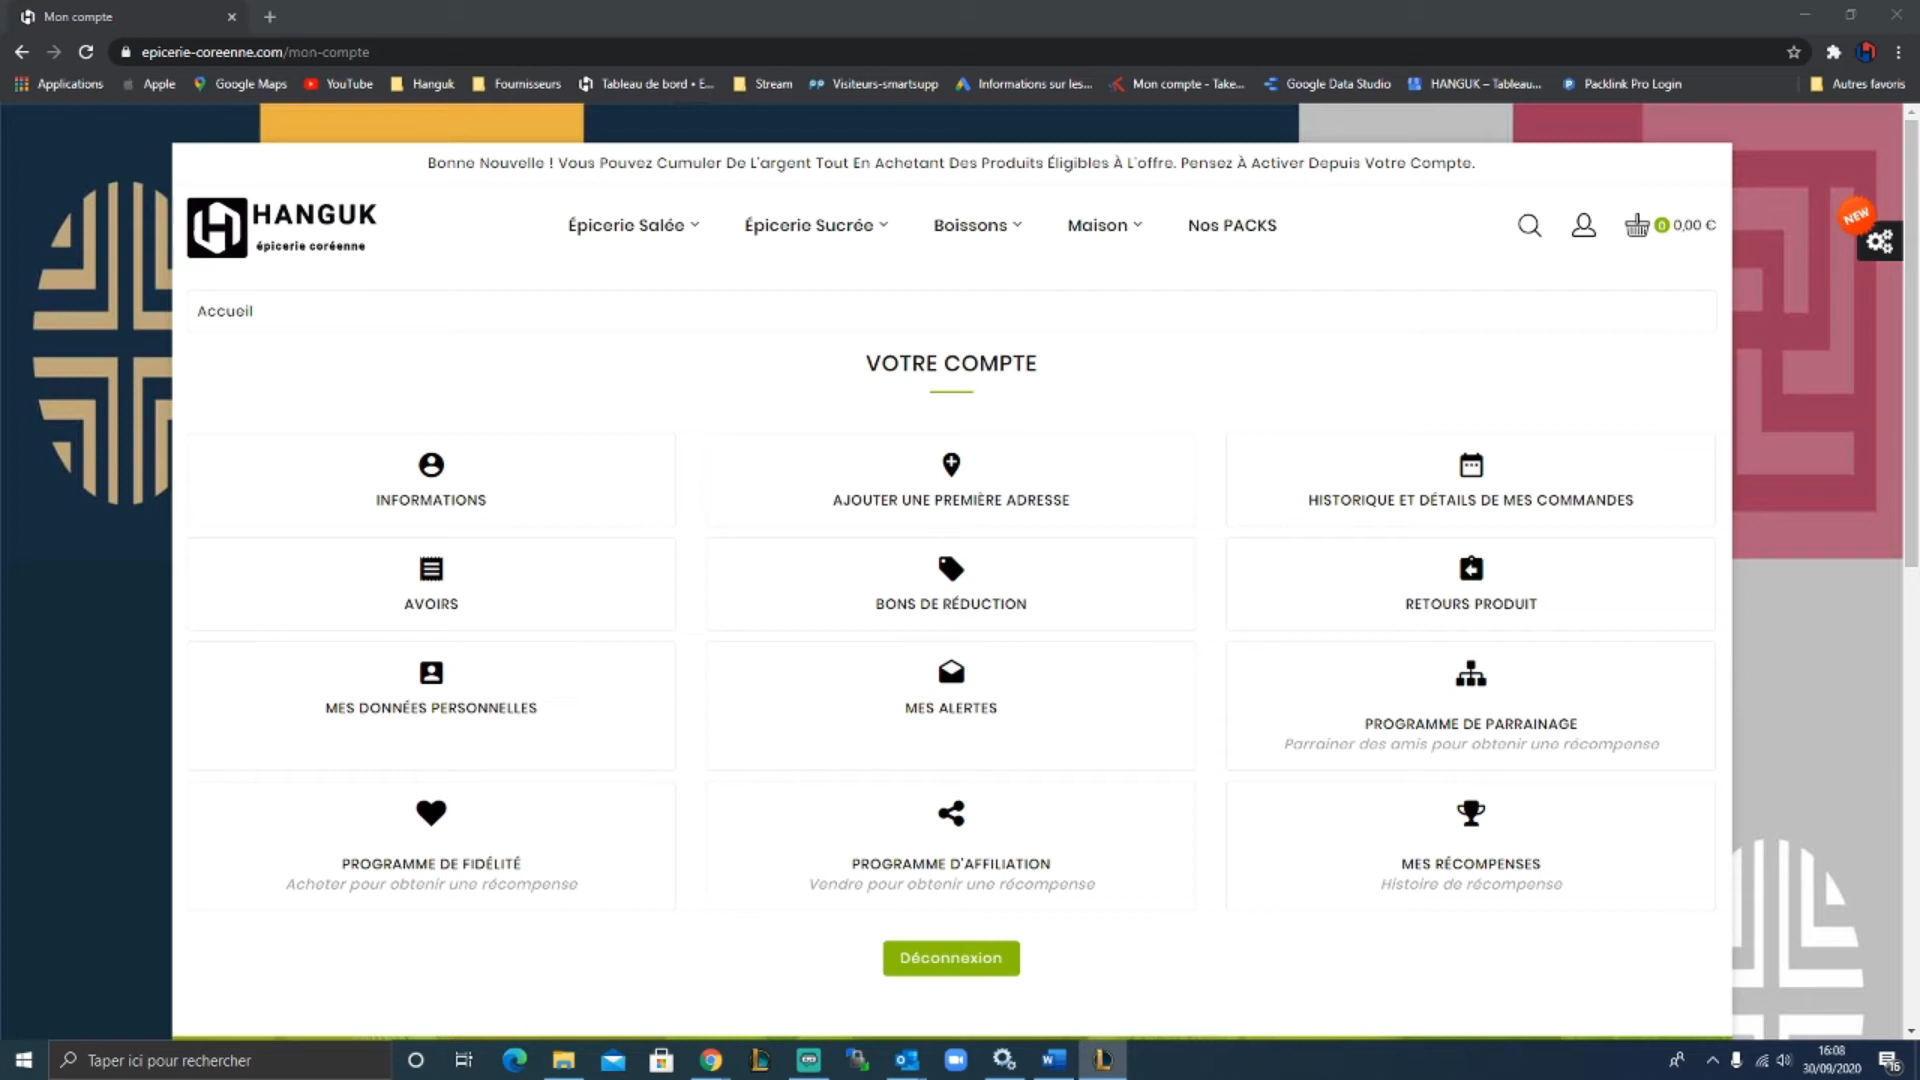 Mon compte
epicerie-coreenne.com/mon-compte
Applications Apple Google Maps YouTube Hanguk Fournisseurs Tableau de bord • E... Stream Visiteurs-smartsupp Informations sur les... Mon compte - Take... Google Data Studio HANGUK – Tableau... Packlink Pro Login Autres favoris
Bonne Nouvelle ! Vous Pouvez Cumuler De L'argent Tout En Achetant Des Produits Éligibles À L'offre. Pensez À Activer Depuis Votre Compte.
HANGUK
épicerie coréenne
Épicerie Salée Épicerie Sucrée Boissons Maison Nos PACKS 0 0,00 €
NEW
Accueil
VOTRE COMPTE
INFORMATIONS
AJOUTER UNE PREMIÈRE ADRESSE
HISTORIQUE ET DÉTAILS DE MES COMMANDES
AVOIRS
BONS DE RÉDUCTION
RETOURS PRODUIT
MES DONNÉES PERSONNELLES
MES ALERTES
PROGRAMME DE PARRAINAGE
Parrainer des amis pour obtenir une récompense
PROGRAMME DE FIDÉLITÉ
Acheter pour obtenir une récompense
PROGRAMME D'AFFILIATION
Vendre pour obtenir une récompense
MES RÉCOMPENSES
Histoire de récompense
Déconnexion
Taper ici pour rechercher
16:08
30/09/2020
16